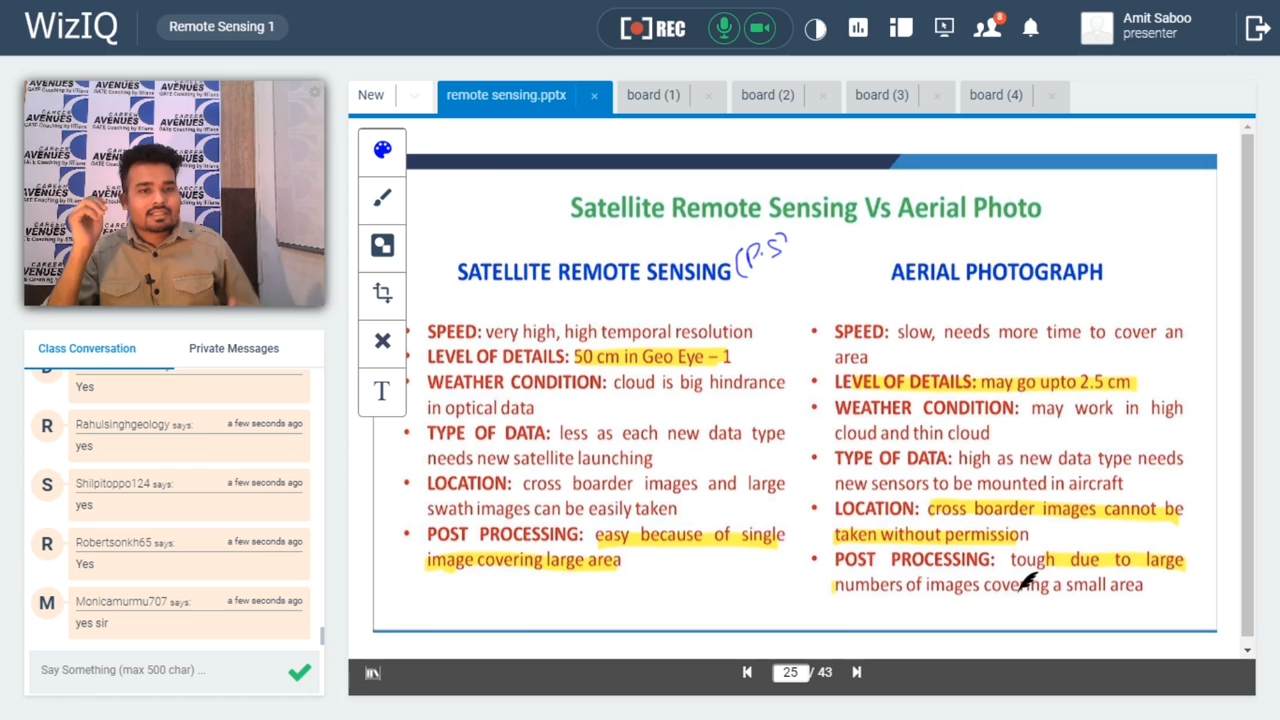 WizIQ
Remote Sensing 1
REC
8
Amit Saboo
presenter
New
remote sensing.pptx
board (1)
board (2)
board (3)
board (4)
CAREER
AVENUES
GATE Coaching by IITians
Class Conversation
Private Messages
Yes
R
Rahulsinghgeology says:
a few seconds ago
yes
S
Shilpitoppo124 says:
a few seconds ago
yes
R
Robertsonkh65 says:
a few seconds ago
Yes
M
Monicamurmu707 says:
a few seconds ago
yes sir
Say Something (max 500 char) ...
T
Satellite Remote Sensing Vs Aerial Photo
SATELLITE REMOTE SENSING
(P.S)
• SPEED: very high, high temporal resolution
• LEVEL OF DETAILS: 50 cm in Geo Eye – 1
• WEATHER CONDITION: cloud is big hindrance
in optical data
• TYPE OF DATA: less as each new data type
needs new satellite launching
• LOCATION: cross boarder images and large
swath images can be easily taken
• POST PROCESSING: easy because of single
image covering large area
AERIAL PHOTOGRAPH
• SPEED: slow, needs more time to cover an
area
• LEVEL OF DETAILS: may go upto 2.5 cm
• WEATHER CONDITION: may work in high
cloud and thin cloud
• TYPE OF DATA: high as new data type needs
new sensors to be mounted in aircraft
• LOCATION: cross boarder images cannot be
taken without permission
• POST PROCESSING: tough due to large
numbers of images covering a small area
25 / 43